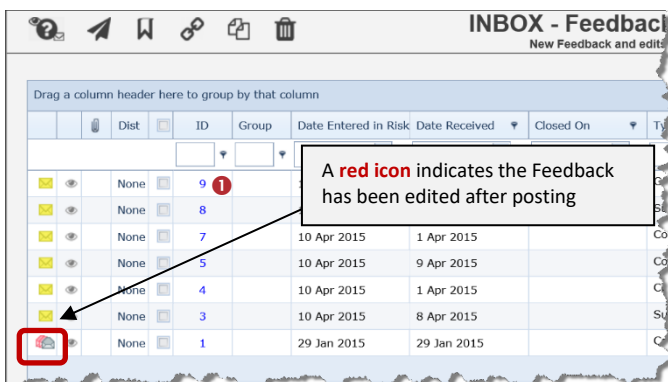 INBOX - Feedbac
New Feedback and edits
Drag a column header here to group by that column
Dist ID Group Date Entered in Risk Date Received Closed On Ty
A red icon indicates the Feedback
has been edited after posting
None 9 1
None 8
None 7 10 Apr 2015 1 Apr 2015 Co
None 5 10 Apr 2015 9 Apr 2015 Co
None 4 10 Apr 2015 1 Apr 2015
None 3 10 Apr 2015 8 Apr 2015 Su
None 1 29 Jan 2015 29 Jan 2015